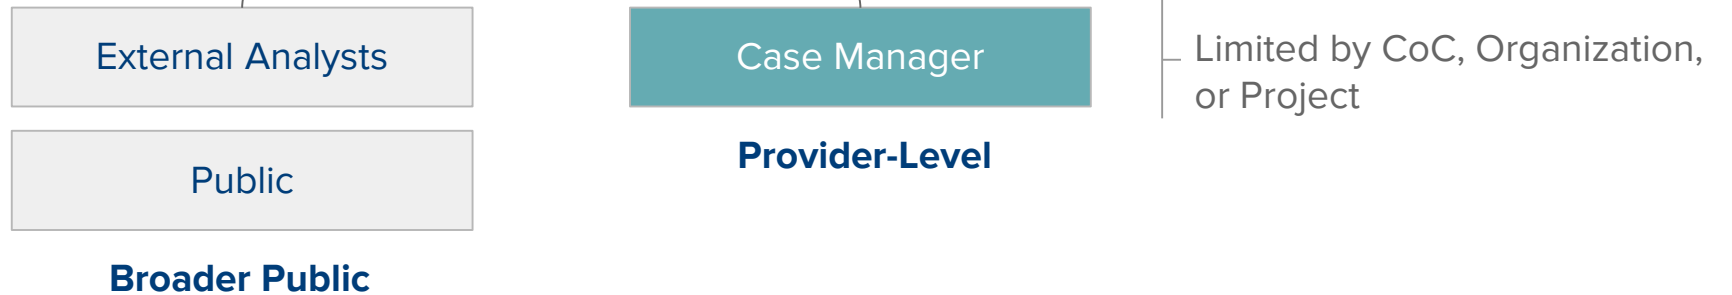 External Analysts
Public
Broader Public
Case Manager
Provider-Level
Limited by CoC, Organization,
or Project